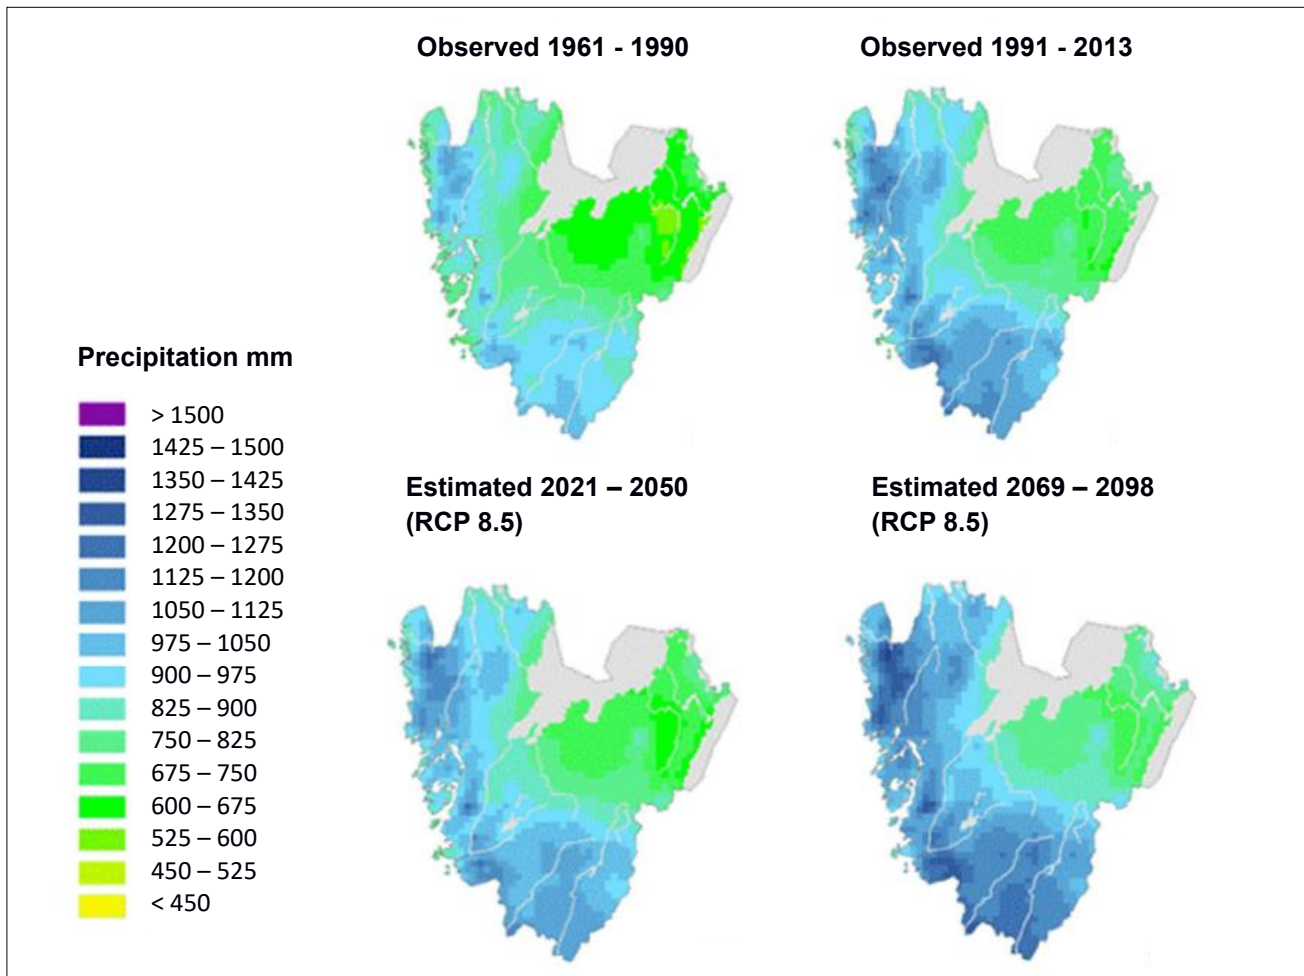 Observed 1961 - 1990
Observed 1991 - 2013
Precipitation mm
> 1500
1425 – 1500
1350 – 1425
1275 – 1350
1200 – 1275
1125 – 1200
1050 – 1125
975 – 1050
900 – 975
825 – 900
750 – 825
675 – 750
600 – 675
525 – 600
450 – 525
< 450
Estimated 2021 – 2050
(RCP 8.5)
Estimated 2069 – 2098
(RCP 8.5)